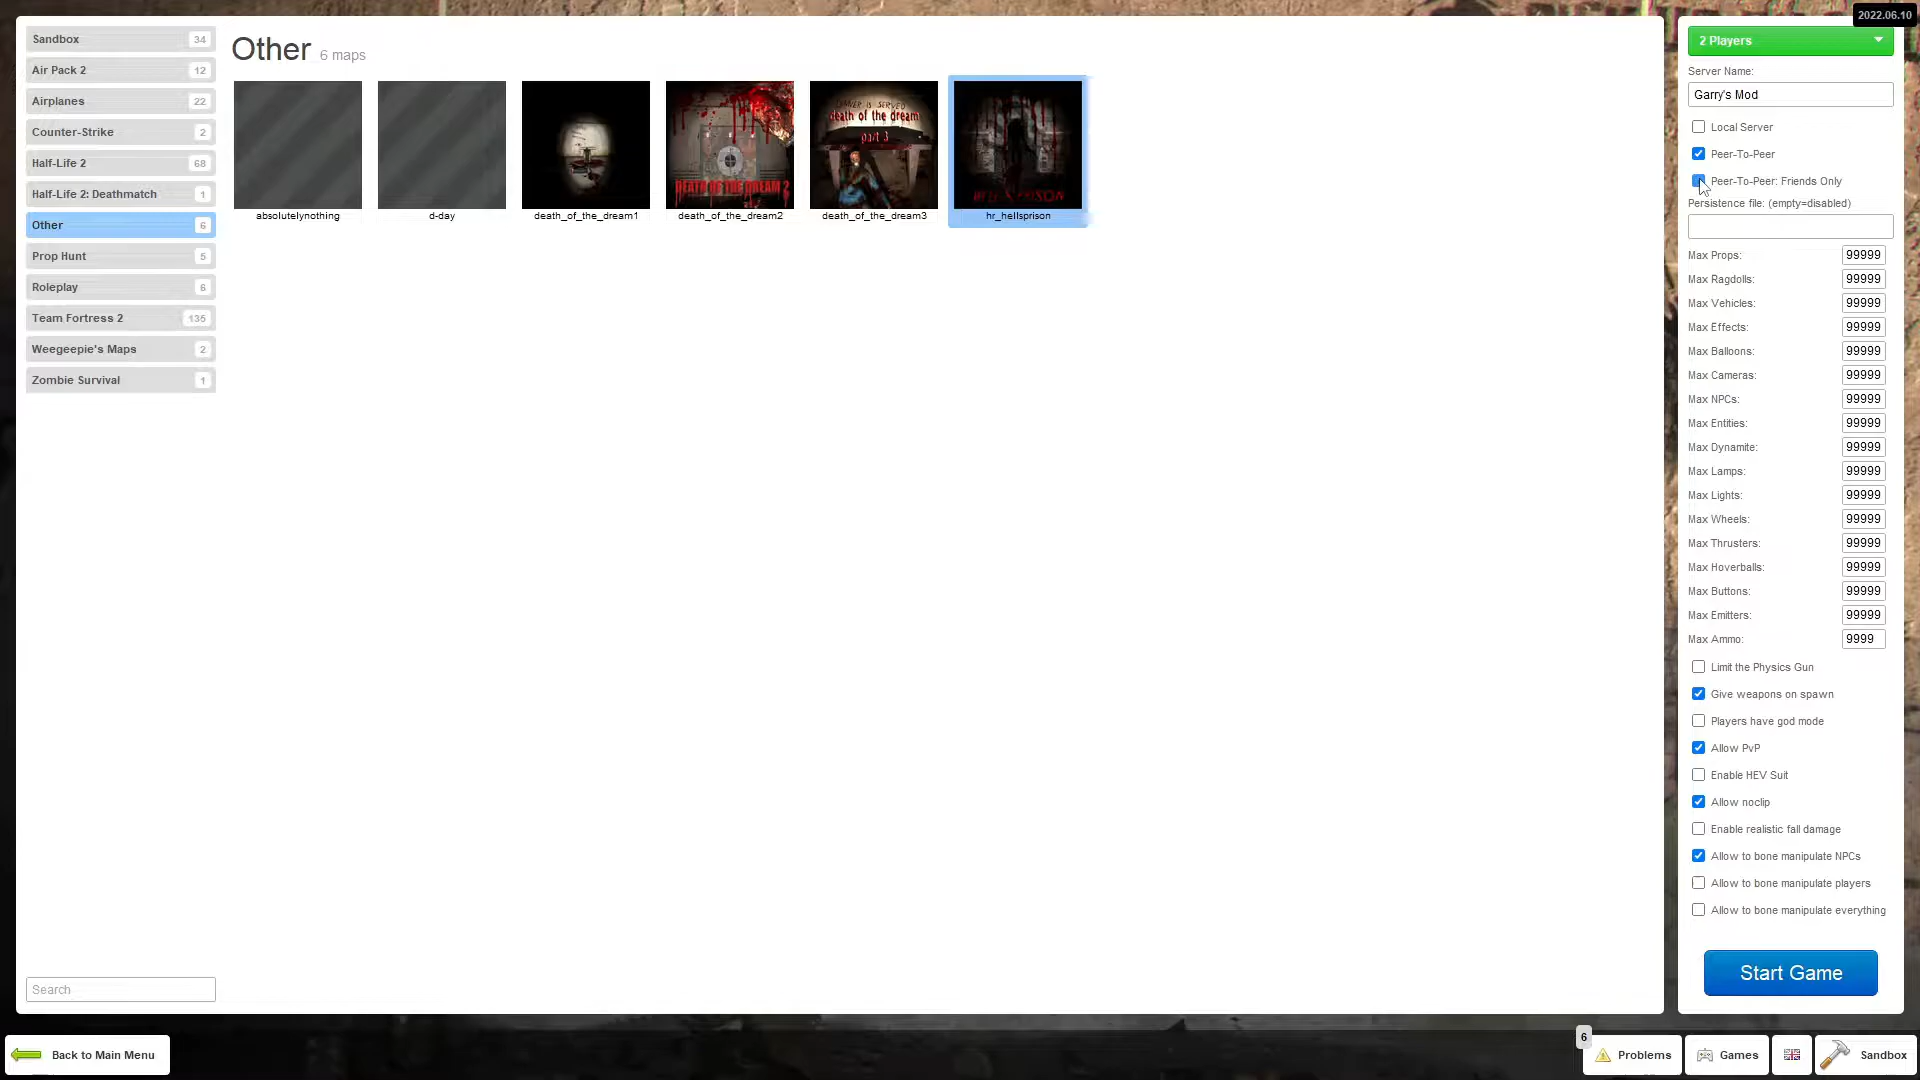 2022.06.10
Sandbox 34
Air Pack 2 12
Airplanes 22
Counter-Strike 2
Half-Life 2 68
Half-Life 2: Deathmatch 1
Other 6
Prop Hunt 5
Roleplay 6
Team Fortress 2 135
Weegeepie's Maps 2
Zombie Survival 1
Search
Other 6 maps
DINNER IS SERVED
death of the dream
part 3
DEATH OF THE DREAM 2
HELLSPRISON
absolutelynothing
d-day
death_of_the_dream1
death_of_the_dream2
death_of_the_dream3
hr_hellsprison
2 Players
Server Name:
Garry's Mod
Local Server
Peer-To-Peer
Peer-To-Peer: Friends Only
Persistence file: (empty=disabled)
Max Props: 99999
Max Ragdolls: 99999
Max Vehicles: 99999
Max Effects: 99999
Max Balloons: 99999
Max Cameras: 99999
Max NPCs: 99999
Max Entities: 99999
Max Dynamite: 99999
Max Lamps: 99999
Max Lights: 99999
Max Wheels: 99999
Max Thrusters: 99999
Max Hoverballs: 99999
Max Buttons: 99999
Max Emitters: 99999
Max Ammo: 9999
Limit the Physics Gun
Give weapons on spawn
Players have god mode
Allow PvP
Enable HEV Suit
Allow noclip
Enable realistic fall damage
Allow to bone manipulate NPCs
Allow to bone manipulate players
Allow to bone manipulate everything
Start Game
Back to Main Menu
6
Problems
Games
Sandbox